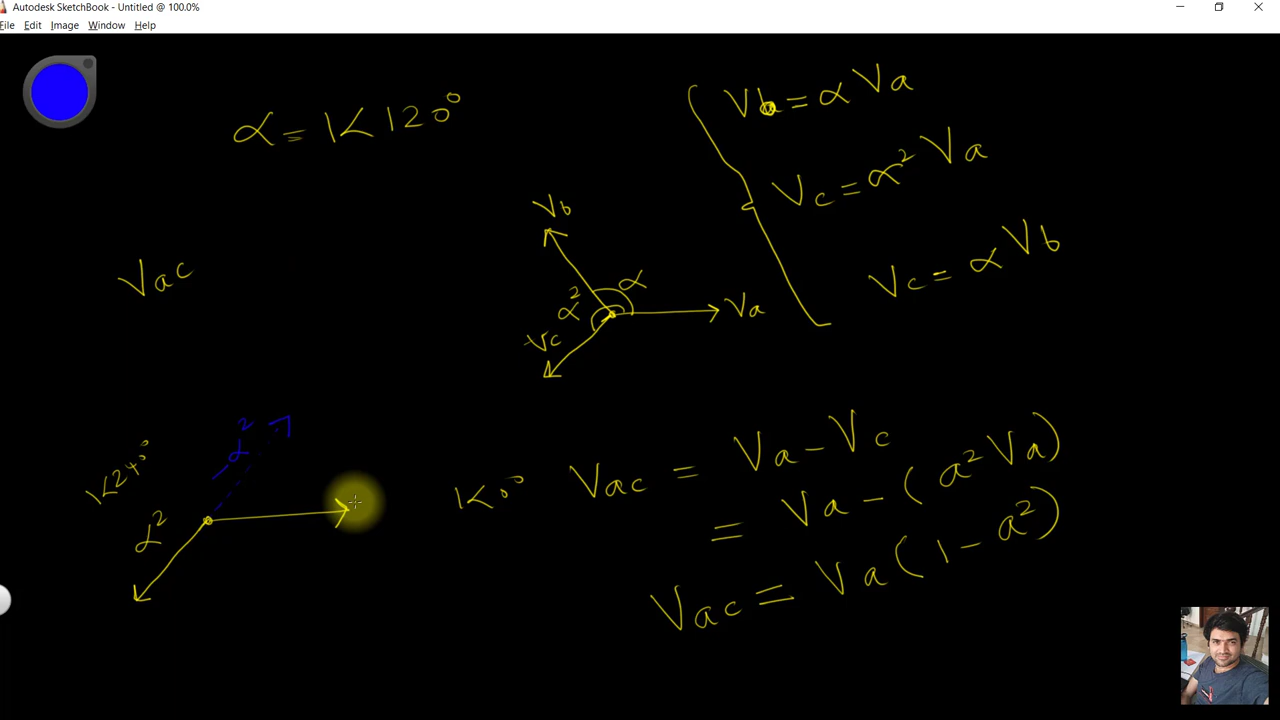 Autodesk SketchBook - Untitled @ 100.0%
File Edit Image Window Help
α = 1∠120°
Vb = α Va
Vc = α² Va
Vc = α Vb
Vb
α
α²
Va
Vc
Vac
1∠240°
-α²
α²
1∠0°
Vac = Va - Vc
= Va - (a² Va)
Vac = Va (1 - a²)